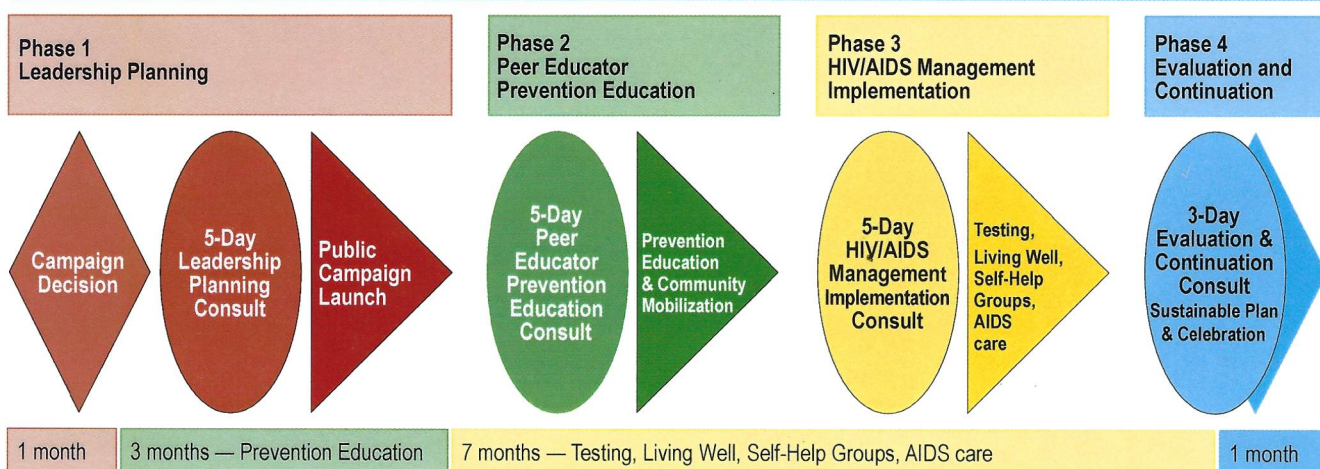 Phase 1
Leadership Planning
Phase 2
Peer Educator
Prevention Education
Phase 3
HIV/AIDS Management
Implementation
Phase 4
Evaluation and
Continuation
Campaign
Decision
5-Day
Leadership
Planning
Consult
Public
Campaign
Launch
5-Day
Peer
Educator
Prevention
Education
Consult
Prevention
Education
& Community
Mobilization
5-Day
HIV/AIDS
Management
Implementation
Consult
Testing,
Living Well,
Self-Help
Groups,
AIDS
care
3-Day
Evaluation &
Continuation
Consult
Sustainable Plan
& Celebration
1 month
3 months — Prevention Education
7 months — Testing, Living Well, Self-Help Groups, AIDS care
1 month